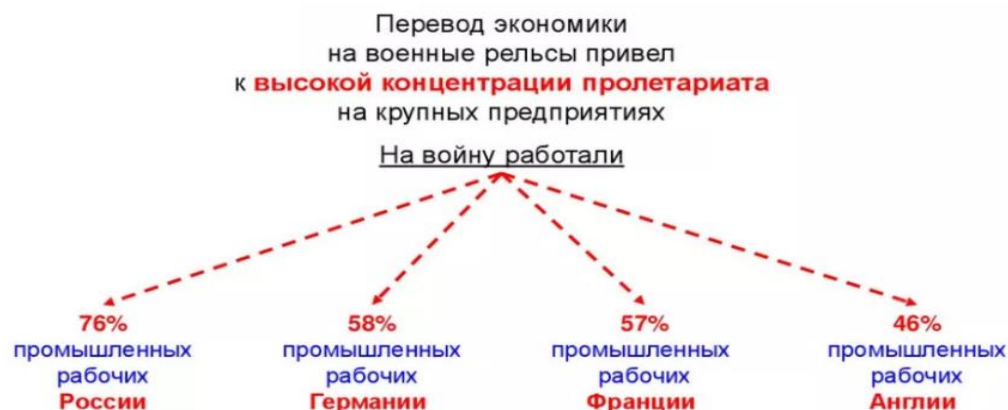 Перевод экономики
на военные рельсы привел
к высокой концентрации пролетариата
на крупных предприятиях
На войну работали
76%
промышленных
рабочих
России
58%
промышленных
рабочих
Германии
57%
промышленных
рабочих
Франции
46%
промышленных
рабочих
Англии